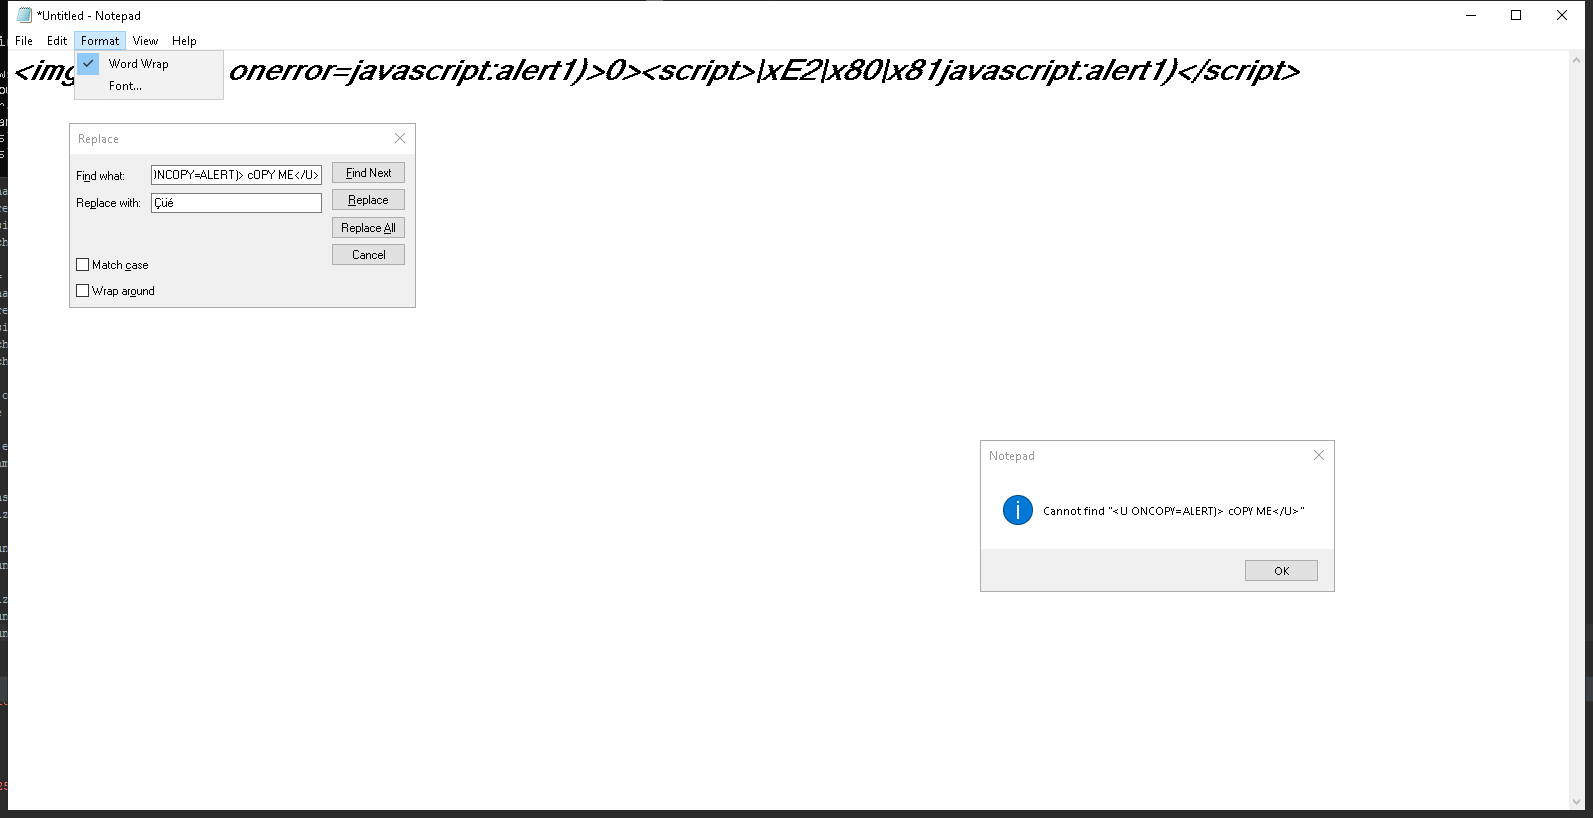 *Untitled - Notepad
File Edit Format View Help
Word Wrap
Font...
<img onerror=javascript:alert1)>0><script>|xE2|x80|x81javascript:alert1)</script>
Replace
Find what: )NCOPY=ALERT)> cOPY ME</U> Find Next
Replace with: Çüé Replace
Replace All
Cancel
Match case
Wrap around
Notepad
Cannot find "<U ONCOPY=ALERT)> cOPY ME</U>"
OK